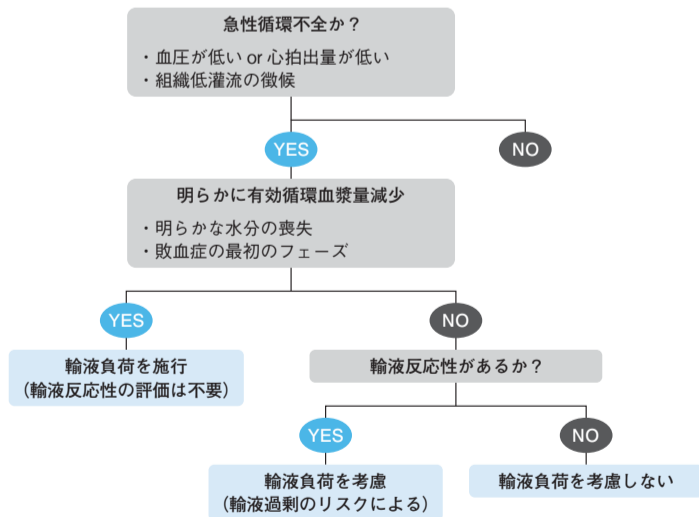 急性循環不全か？
・血圧が低い or 心拍出量が低い
・組織低灌流の徴候
YES
NO
明らかに有効循環血漿量減少
・明らかな水分の喪失
・敗血症の最初のフェーズ
YES
NO
輸液負荷を施行
（輸液反応性の評価は不要）
輸液反応性があるか？
YES
NO
輸液負荷を考慮
（輸液過剰のリスクによる）
輸液負荷を考慮しない